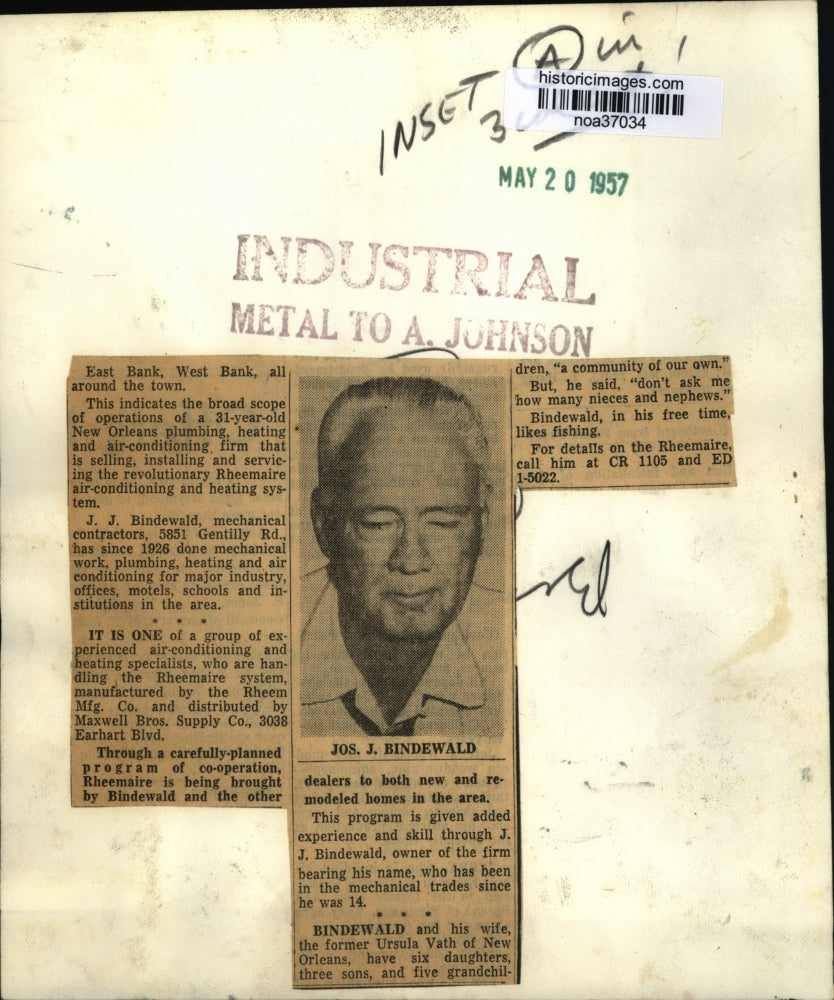 A in
INSET
3
historicimages.com
noa37034
MAY 20 1957
INDUSTRIAL
METAL TO A. JOHNSON
East Bank, West Bank, all
around the town.
This indicates the broad scope
of operations of a 31-year-old
New Orleans plumbing, heating
and air-conditioning firm that
is selling, installing and servic-
ing the revolutionary Rheemaire
air-conditioning and heating sys-
tem.
J. J. Bindewald, mechanical
contractors, 5851 Gentilly Rd.,
has since 1926 done mechanical
work, plumbing, heating and air
conditioning for major industry,
offices, motels, schools and in-
stitutions in the area.
* * *
IT IS ONE of a group of ex-
perienced air-conditioning and
heating specialists, who are han-
dling the Rheemaire system,
manufactured by the Rheem
Mfg. Co. and distributed by
Maxwell Bros. Supply Co., 3038
Earhart Blvd.
Through a carefully-planned
program of co-operation,
Rheemaire is being brought
by Bindewald and the other
JOS. J. BINDEWALD
dealers to both new and re-
modeled homes in the area.
This program is given added
experience and skill through J.
J. Bindewald, owner of the firm
bearing his name, who has been
in the mechanical trades since
he was 14.
* * *
BINDEWALD and his wife,
the former Ursula Vath of New
Orleans, have six daughters,
three sons, and five grandchil-
dren, "a community of our own."
But, he said, "don't ask me
how many nieces and nephews."
Bindewald, in his free time,
likes fishing.
For details on the Rheemaire,
call him at CR 1105 and ED
1-5022.